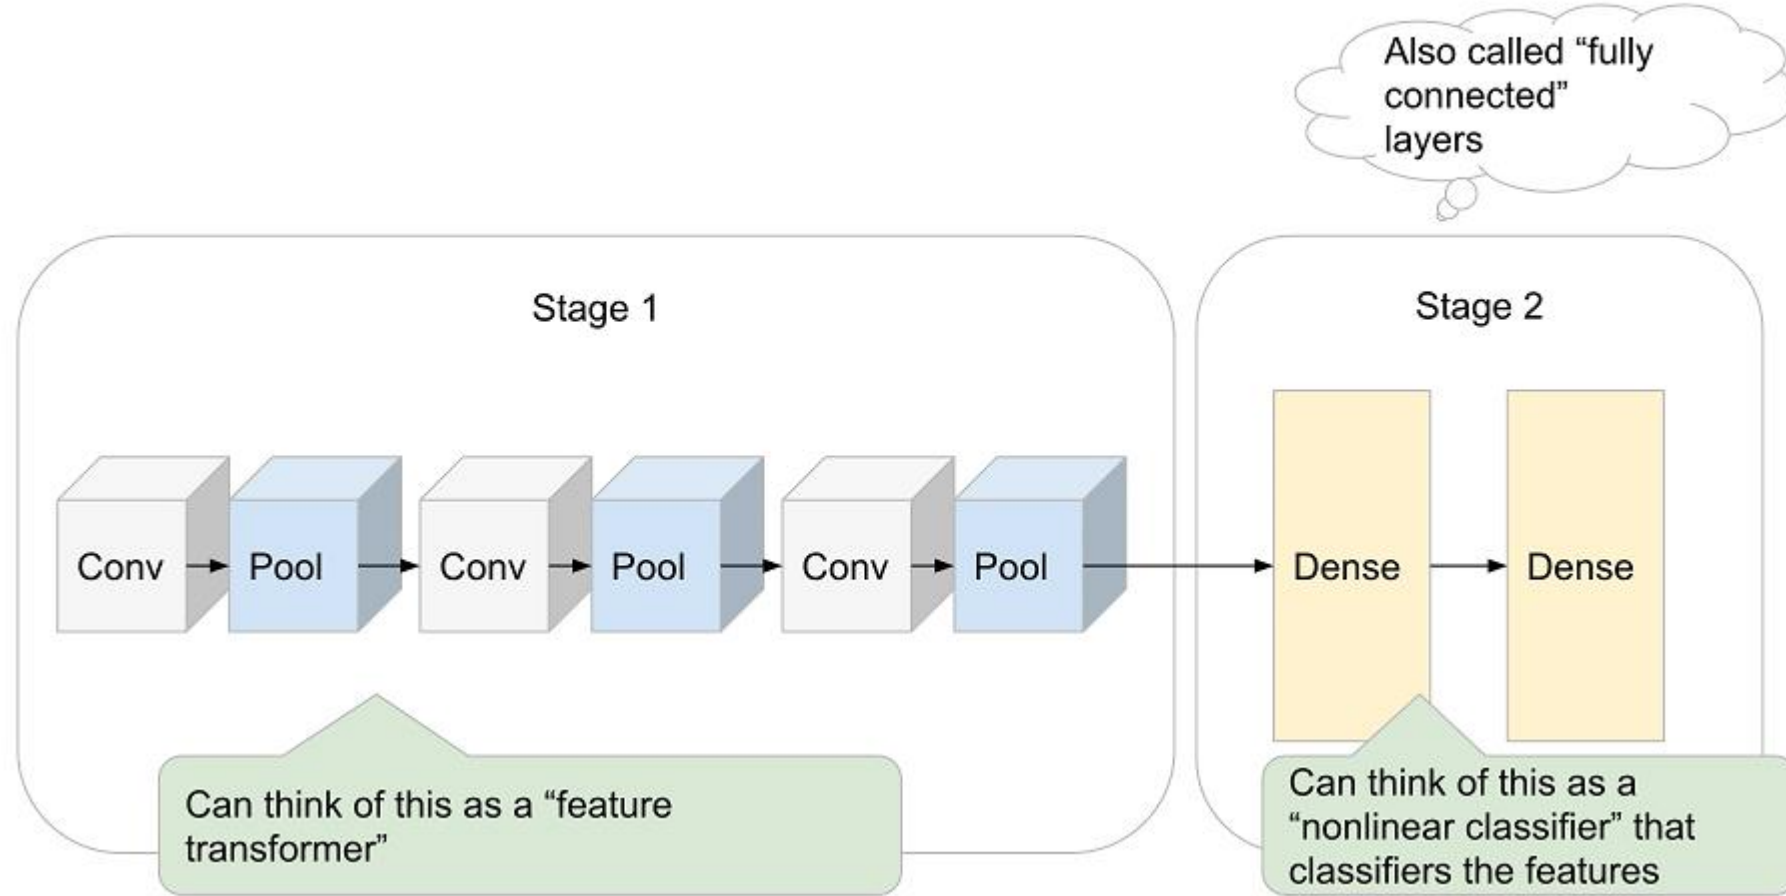 Also called “fully
connected”
layers
Stage 1
Stage 2
Conv
Pool
Conv
Pool
Conv
Pool
Dense
Dense
Can think of this as a “feature
transformer”
Can think of this as a
“nonlinear classifier” that
classifiers the features